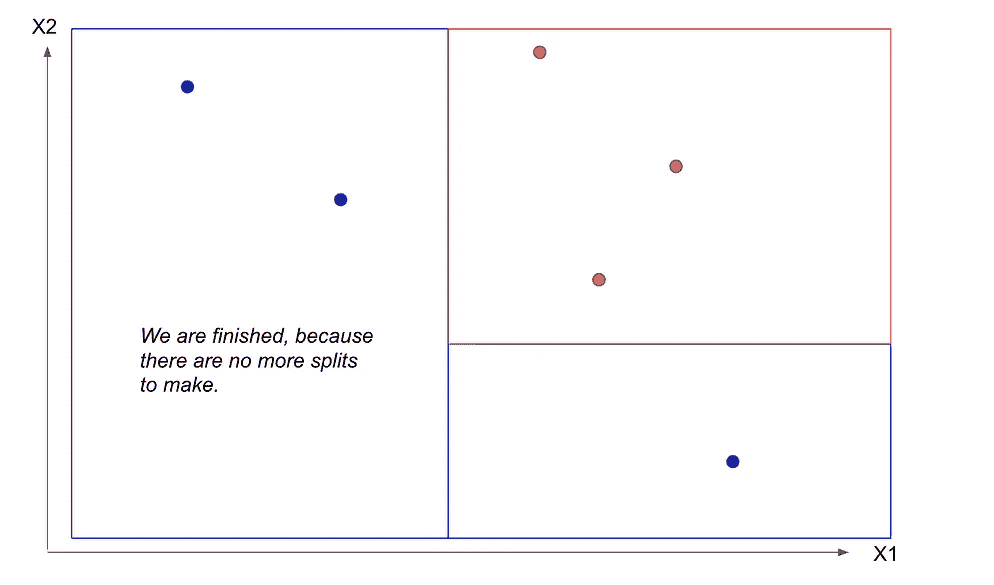 X2
We are finished, because
there are no more splits
to make.
X1